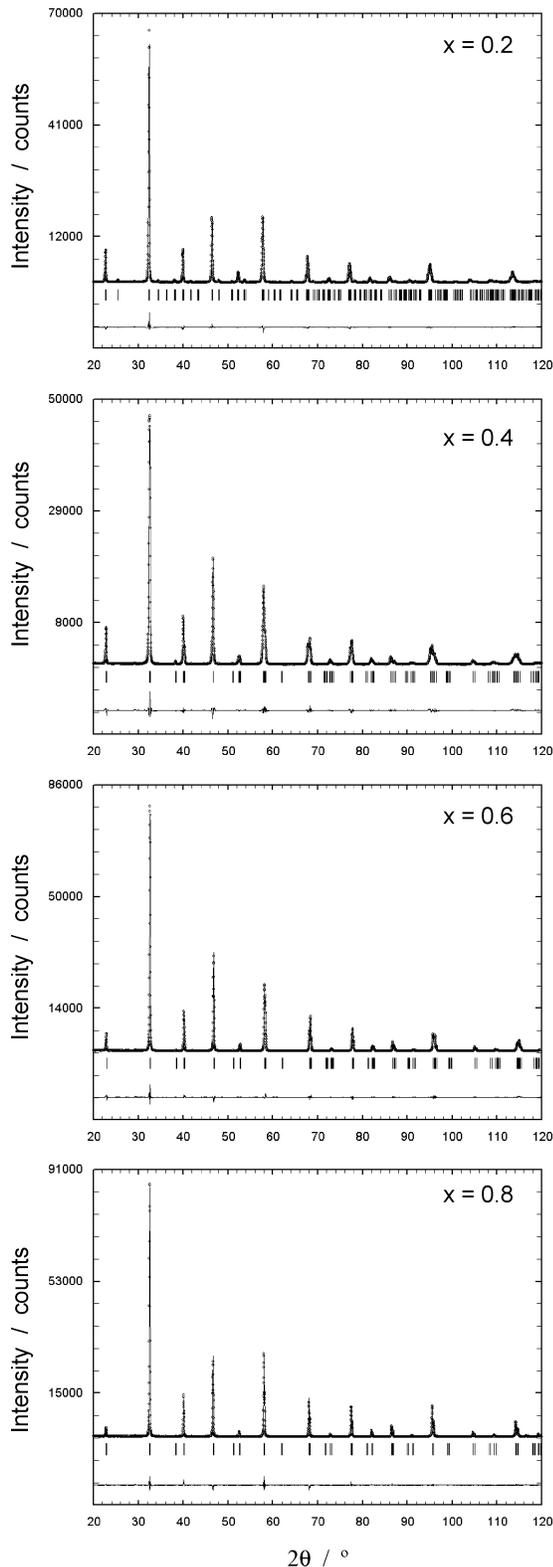 70000
x = 0.2
41000
Intensity / counts
12000
20 30 40 50 60 70 80 90 100 110 120
50000
x = 0.4
29000
Intensity / counts
8000
20 30 40 50 60 70 80 90 100 110 120
86000
x = 0.6
50000
Intensity / counts
14000
20 30 40 50 60 70 80 90 100 110 120
91000
x = 0.8
53000
Intensity / counts
15000
20 30 40 50 60 70 80 90 100 110 120
2θ / º